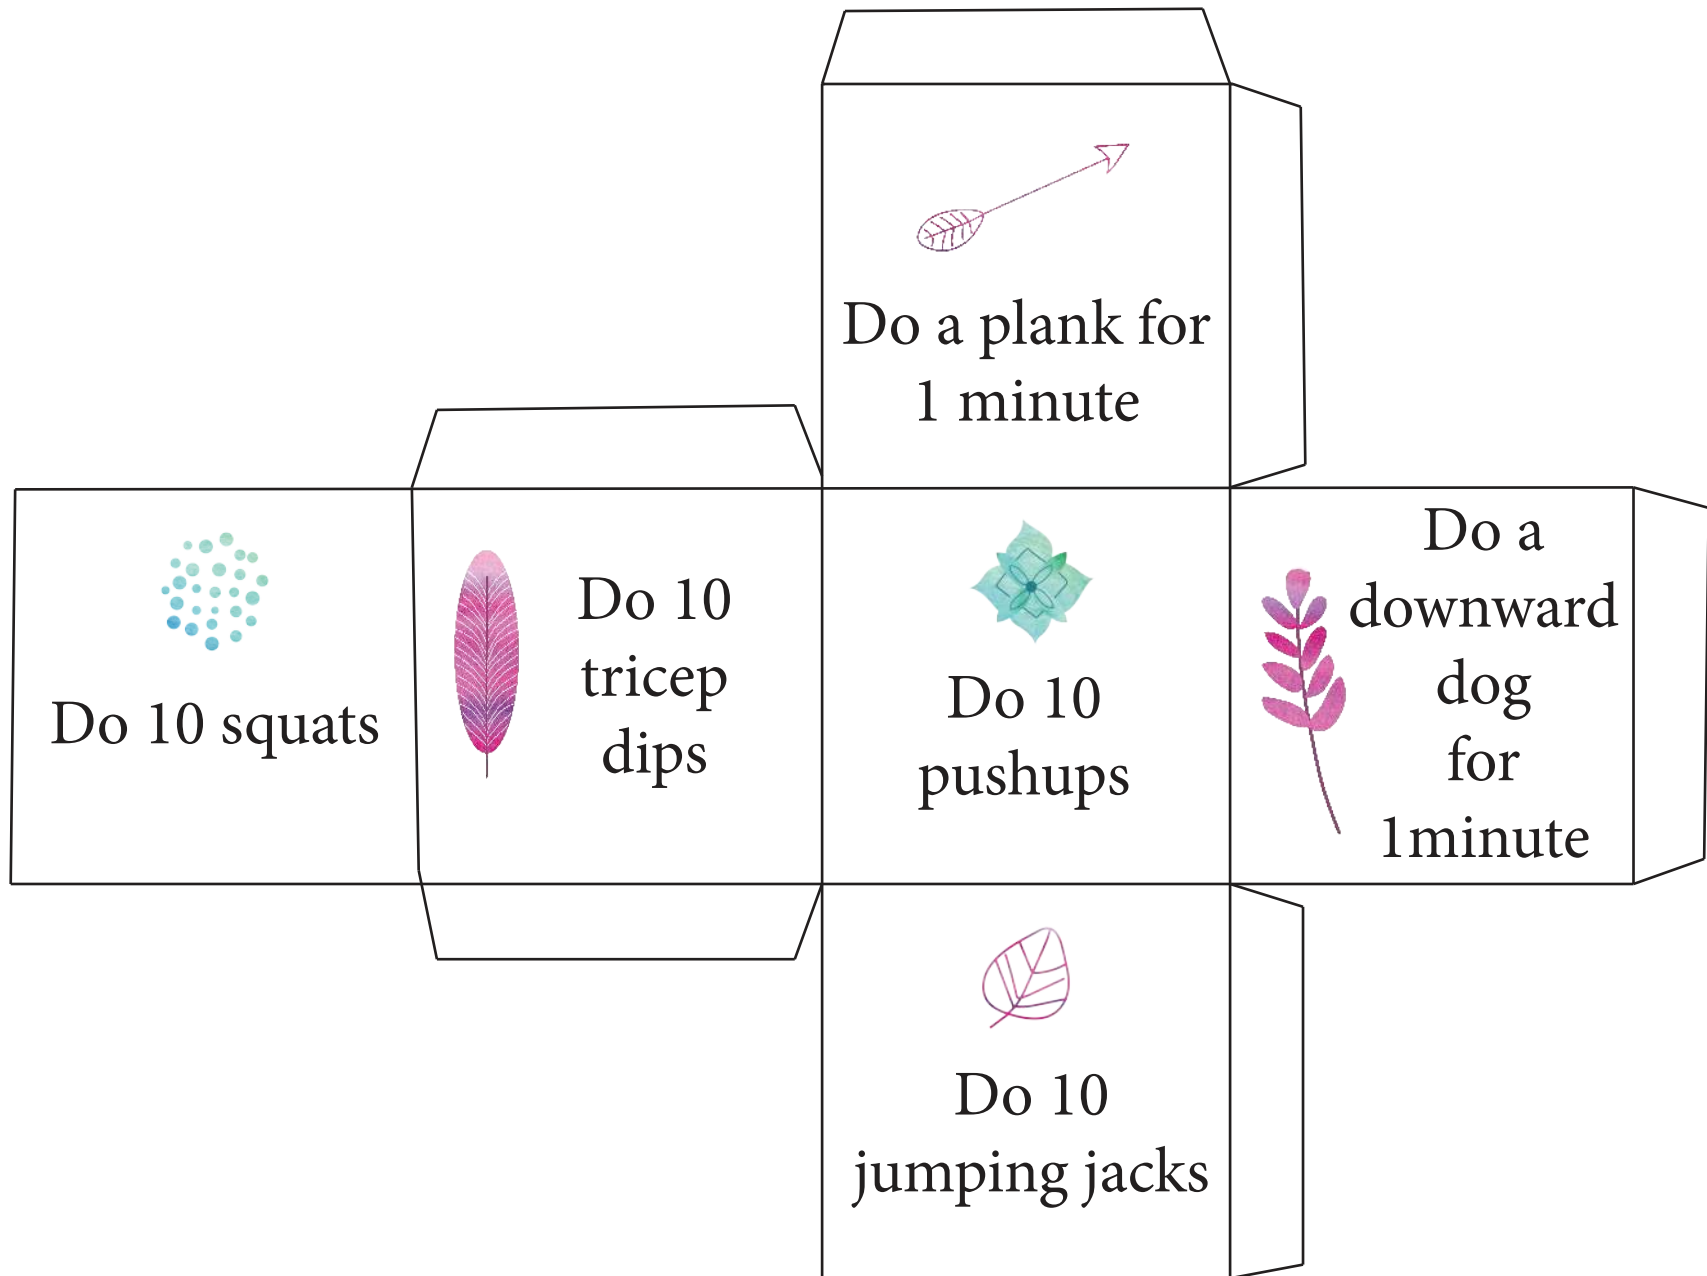 Do a plank for
1 minute
Do 10 squats
Do 10
tricep
dips
Do 10
pushups
Do a
downward
dog
for
1minute
Do 10
jumping jacks